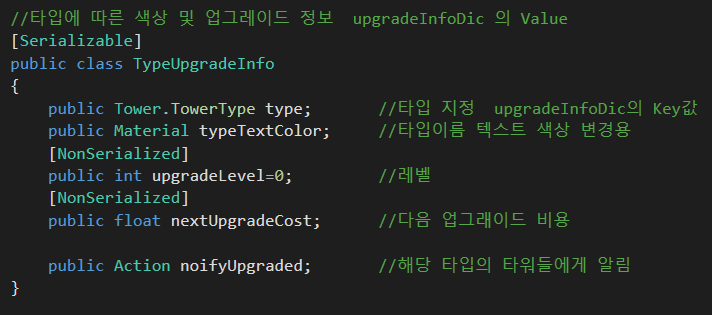 //타입에 따른 색상 및 업그레이드 정보  upgradeInfoDic 의 Value
[Serializable]
public class TypeUpgradeInfo
{
    public Tower.TowerType type;       //타입 지정  upgradeInfoDic의 Key값
    public Material typeTextColor;     //타입이름 텍스트 색상 변경용
    [NonSerialized]
    public int upgradeLevel=0;         //레벨
    [NonSerialized]
    public float nextUpgradeCost;      //다음 업그래이드 비용

    public Action noifyUpgraded;       //해당 타입의 타워들에게 알림
}